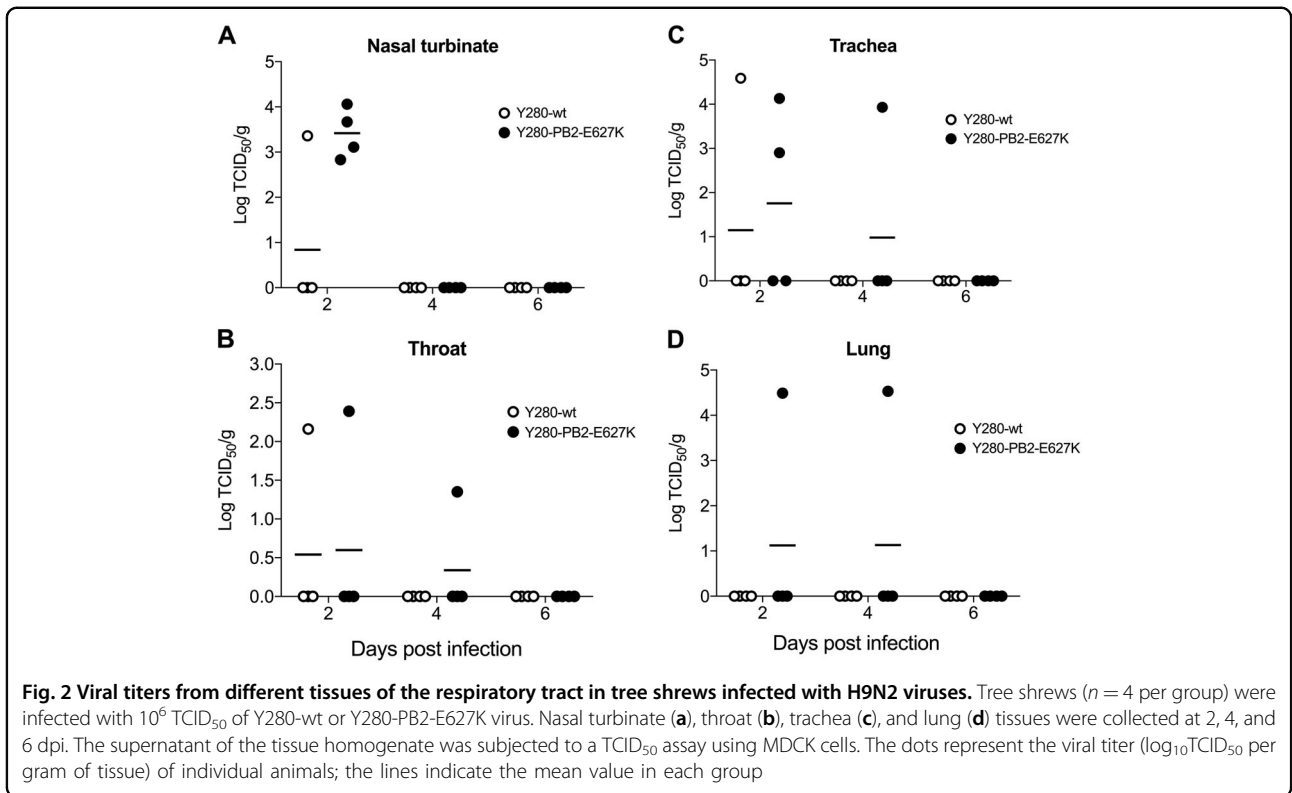 A
Nasal turbinate
Log TCID50/g
5
4
3
2
1
0
2
4
6
Y280-wt
Y280-PB2-E627K
C
Trachea
Log TCID50/g
5
4
3
2
1
0
2
4
6
Y280-wt
Y280-PB2-E627K
B
Throat
Log TCID50/g
3.0
2.5
2.0
1.5
1.0
0.5
0.0
2
4
6
Days post infection
Y280-wt
Y280-PB2-E627K
D
Lung
Log TCID50/g
5
4
3
2
1
0
2
4
6
Days post infection
Y280-wt
Y280-PB2-E627K
Fig. 2 Viral titers from different tissues of the respiratory tract in tree shrews infected with H9N2 viruses. Tree shrews (n = 4 per group) were
infected with 10⁶ TCID50 of Y280-wt or Y280-PB2-E627K virus. Nasal turbinate (a), throat (b), trachea (c), and lung (d) tissues were collected at 2, 4, and
6 dpi. The supernatant of the tissue homogenate was subjected to a TCID50 assay using MDCK cells. The dots represent the viral titer (log10TCID50 per
gram of tissue) of individual animals; the lines indicate the mean value in each group